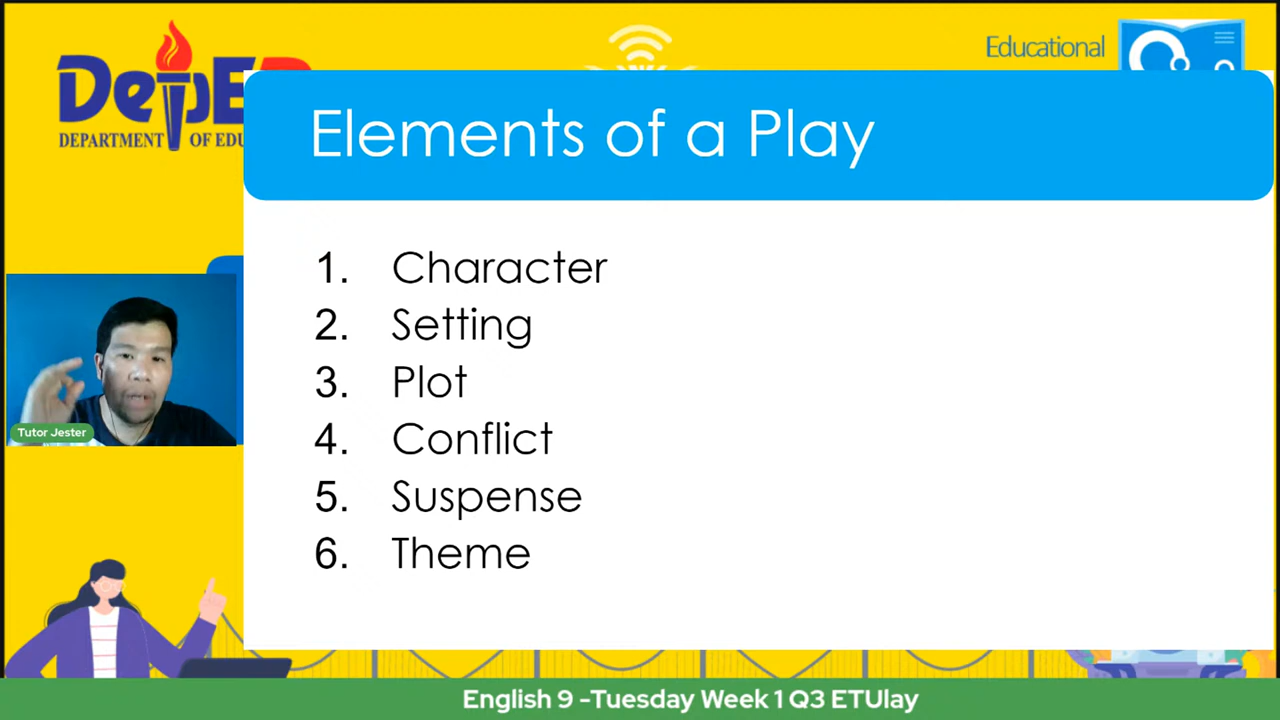 DepED
DEPARTMENT OF EDU
Educational
Elements of a Play
1. Character
2. Setting
3. Plot
4. Conflict
5. Suspense
6. Theme
Tutor Jester
English 9 -Tuesday Week 1 Q3 ETUlay